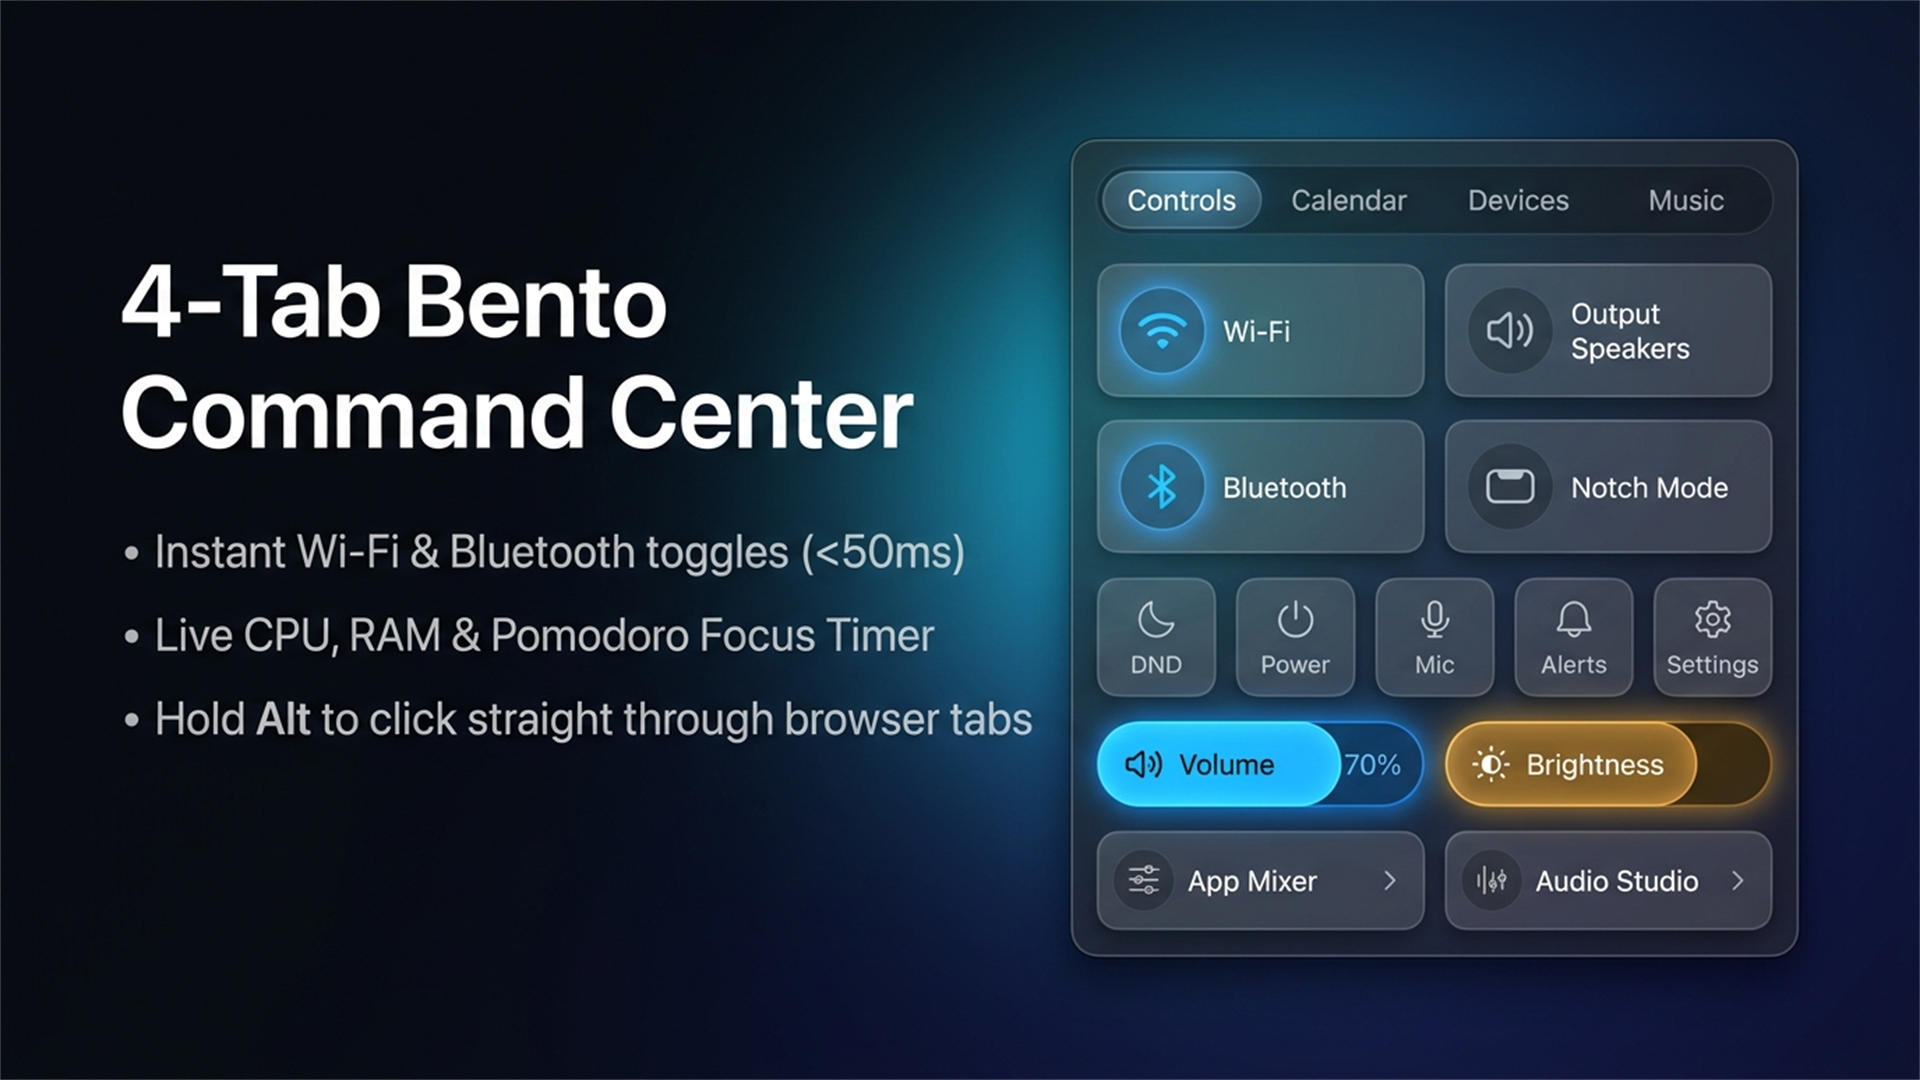 4-Tab Bento
Command Center
• Instant Wi-Fi & Bluetooth toggles (<50ms)
• Live CPU, RAM & Pomodoro Focus Timer
• Hold Alt to click straight through browser tabs
Controls Calendar Devices Music
Wi-Fi
Output
Speakers
Bluetooth
Notch Mode
DND Power Mic Alerts Settings
Volume 70%
Brightness
App Mixer
Audio Studio